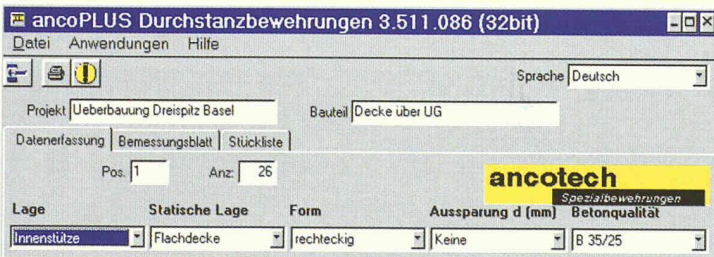 ancoPLUS Durchstanzbewehrungen 3.511.086 (32bit)
Datei Anwendungen Hilfe
Sprache Deutsch
Projekt Ueberbauung Dreispitz Basel Bauteil Decke über UG
Datenerfassung Bemessungsblatt Stückliste
Pos. 1 Anz: 26
ancotech
Spezialbewehrungen
Lage Statische Lage Form Aussparung d (mm) Betonqualität
Innenstütze Flachdecke rechteckig Keine B 35/25